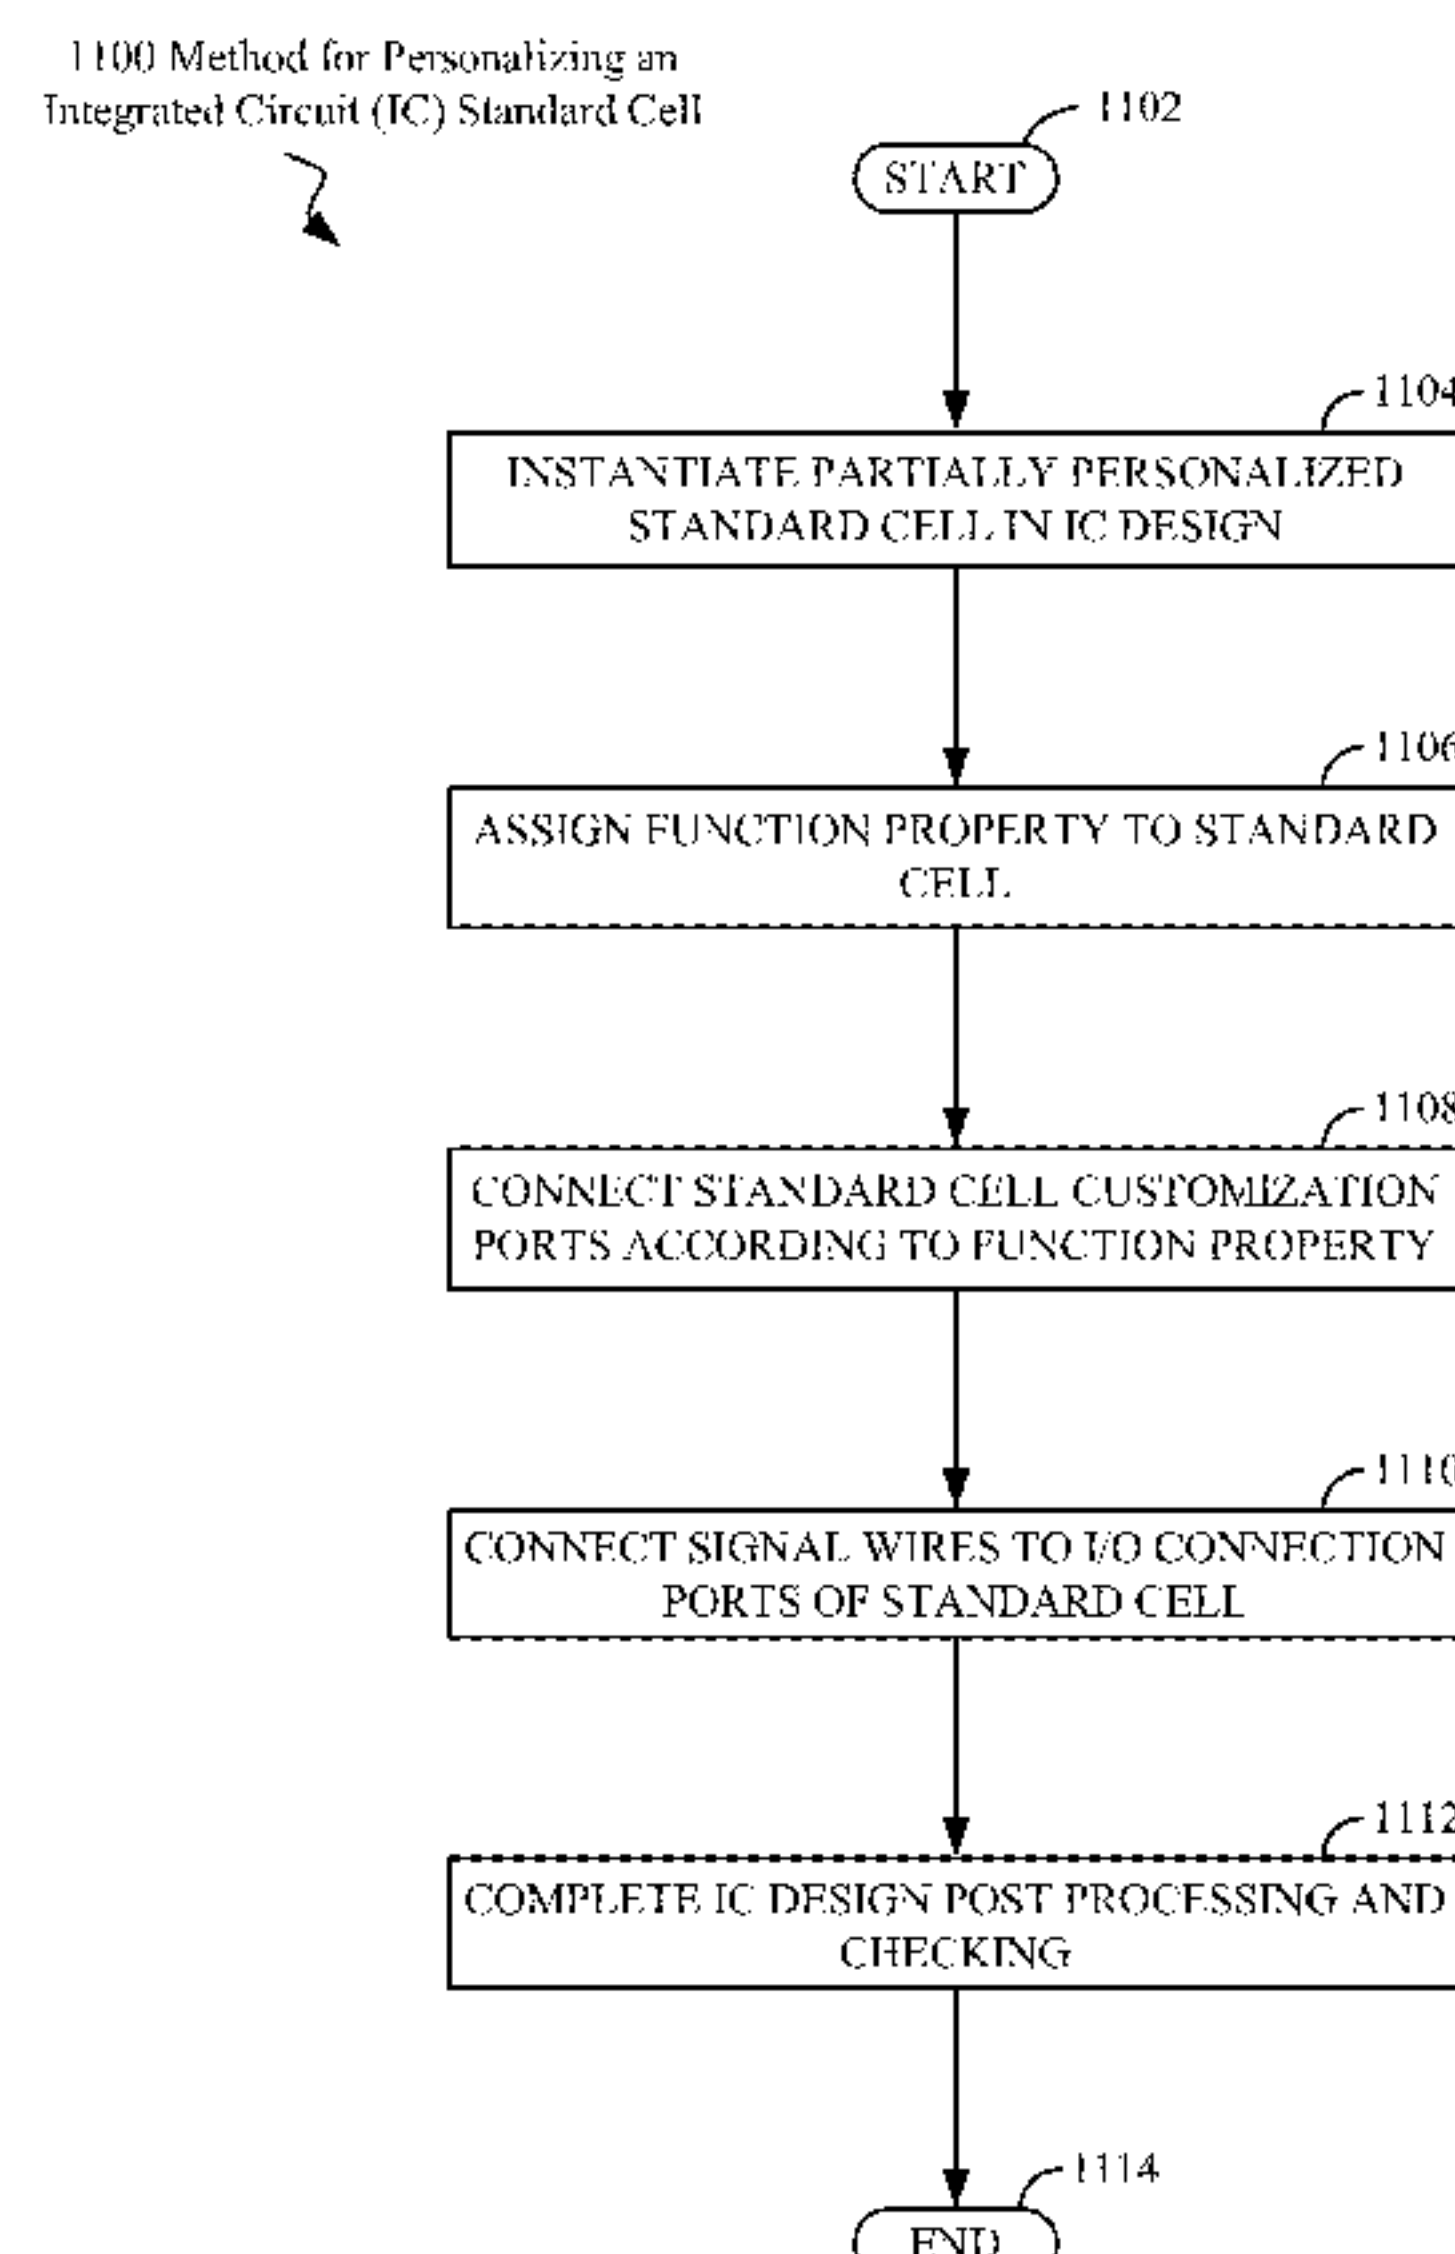 1100 Method for Personalizing an
Integrated Circuit (IC) Standard Cell
1102
START
1104
INSTANTIATE PARTIALLY PERSONALIZED
STANDARD CELL IN IC DESIGN
1106
ASSIGN FUNCTION PROPERTY TO STANDARD
CELL
1108
CONNECT STANDARD CELL CUSTOMIZATION
PORTS ACCORDING TO FUNCTION PROPERTY
1110
CONNECT SIGNAL WIRES TO I/O CONNECTION
PORTS OF STANDARD CELL
1112
COMPLETE IC DESIGN POST PROCESSING AND
CHECKING
1114
END